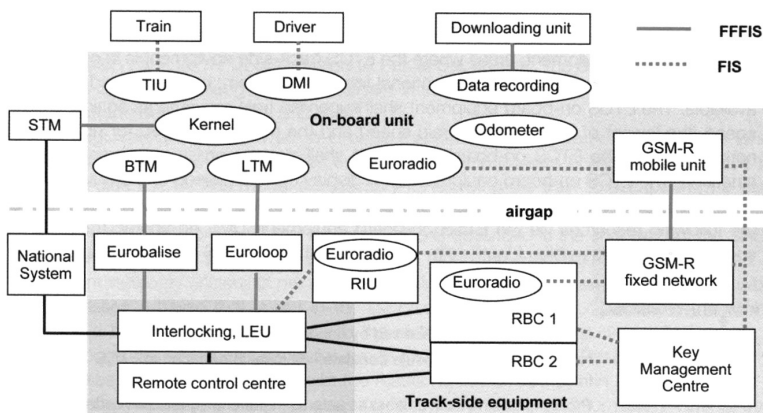 Train
Driver
Downloading unit
FFFIS
FIS
TIU
DMI
Data recording
On-board unit
STM
Kernel
Odometer
BTM
LTM
Euroradio
GSM-R
mobile unit
airgap
National
System
Eurobalise
Euroloop
Euroradio
RIU
GSM-R
fixed network
Euroradio
RBC 1
Interlocking, LEU
RBC 2
Key
Management
Centre
Remote control centre
Track-side equipment